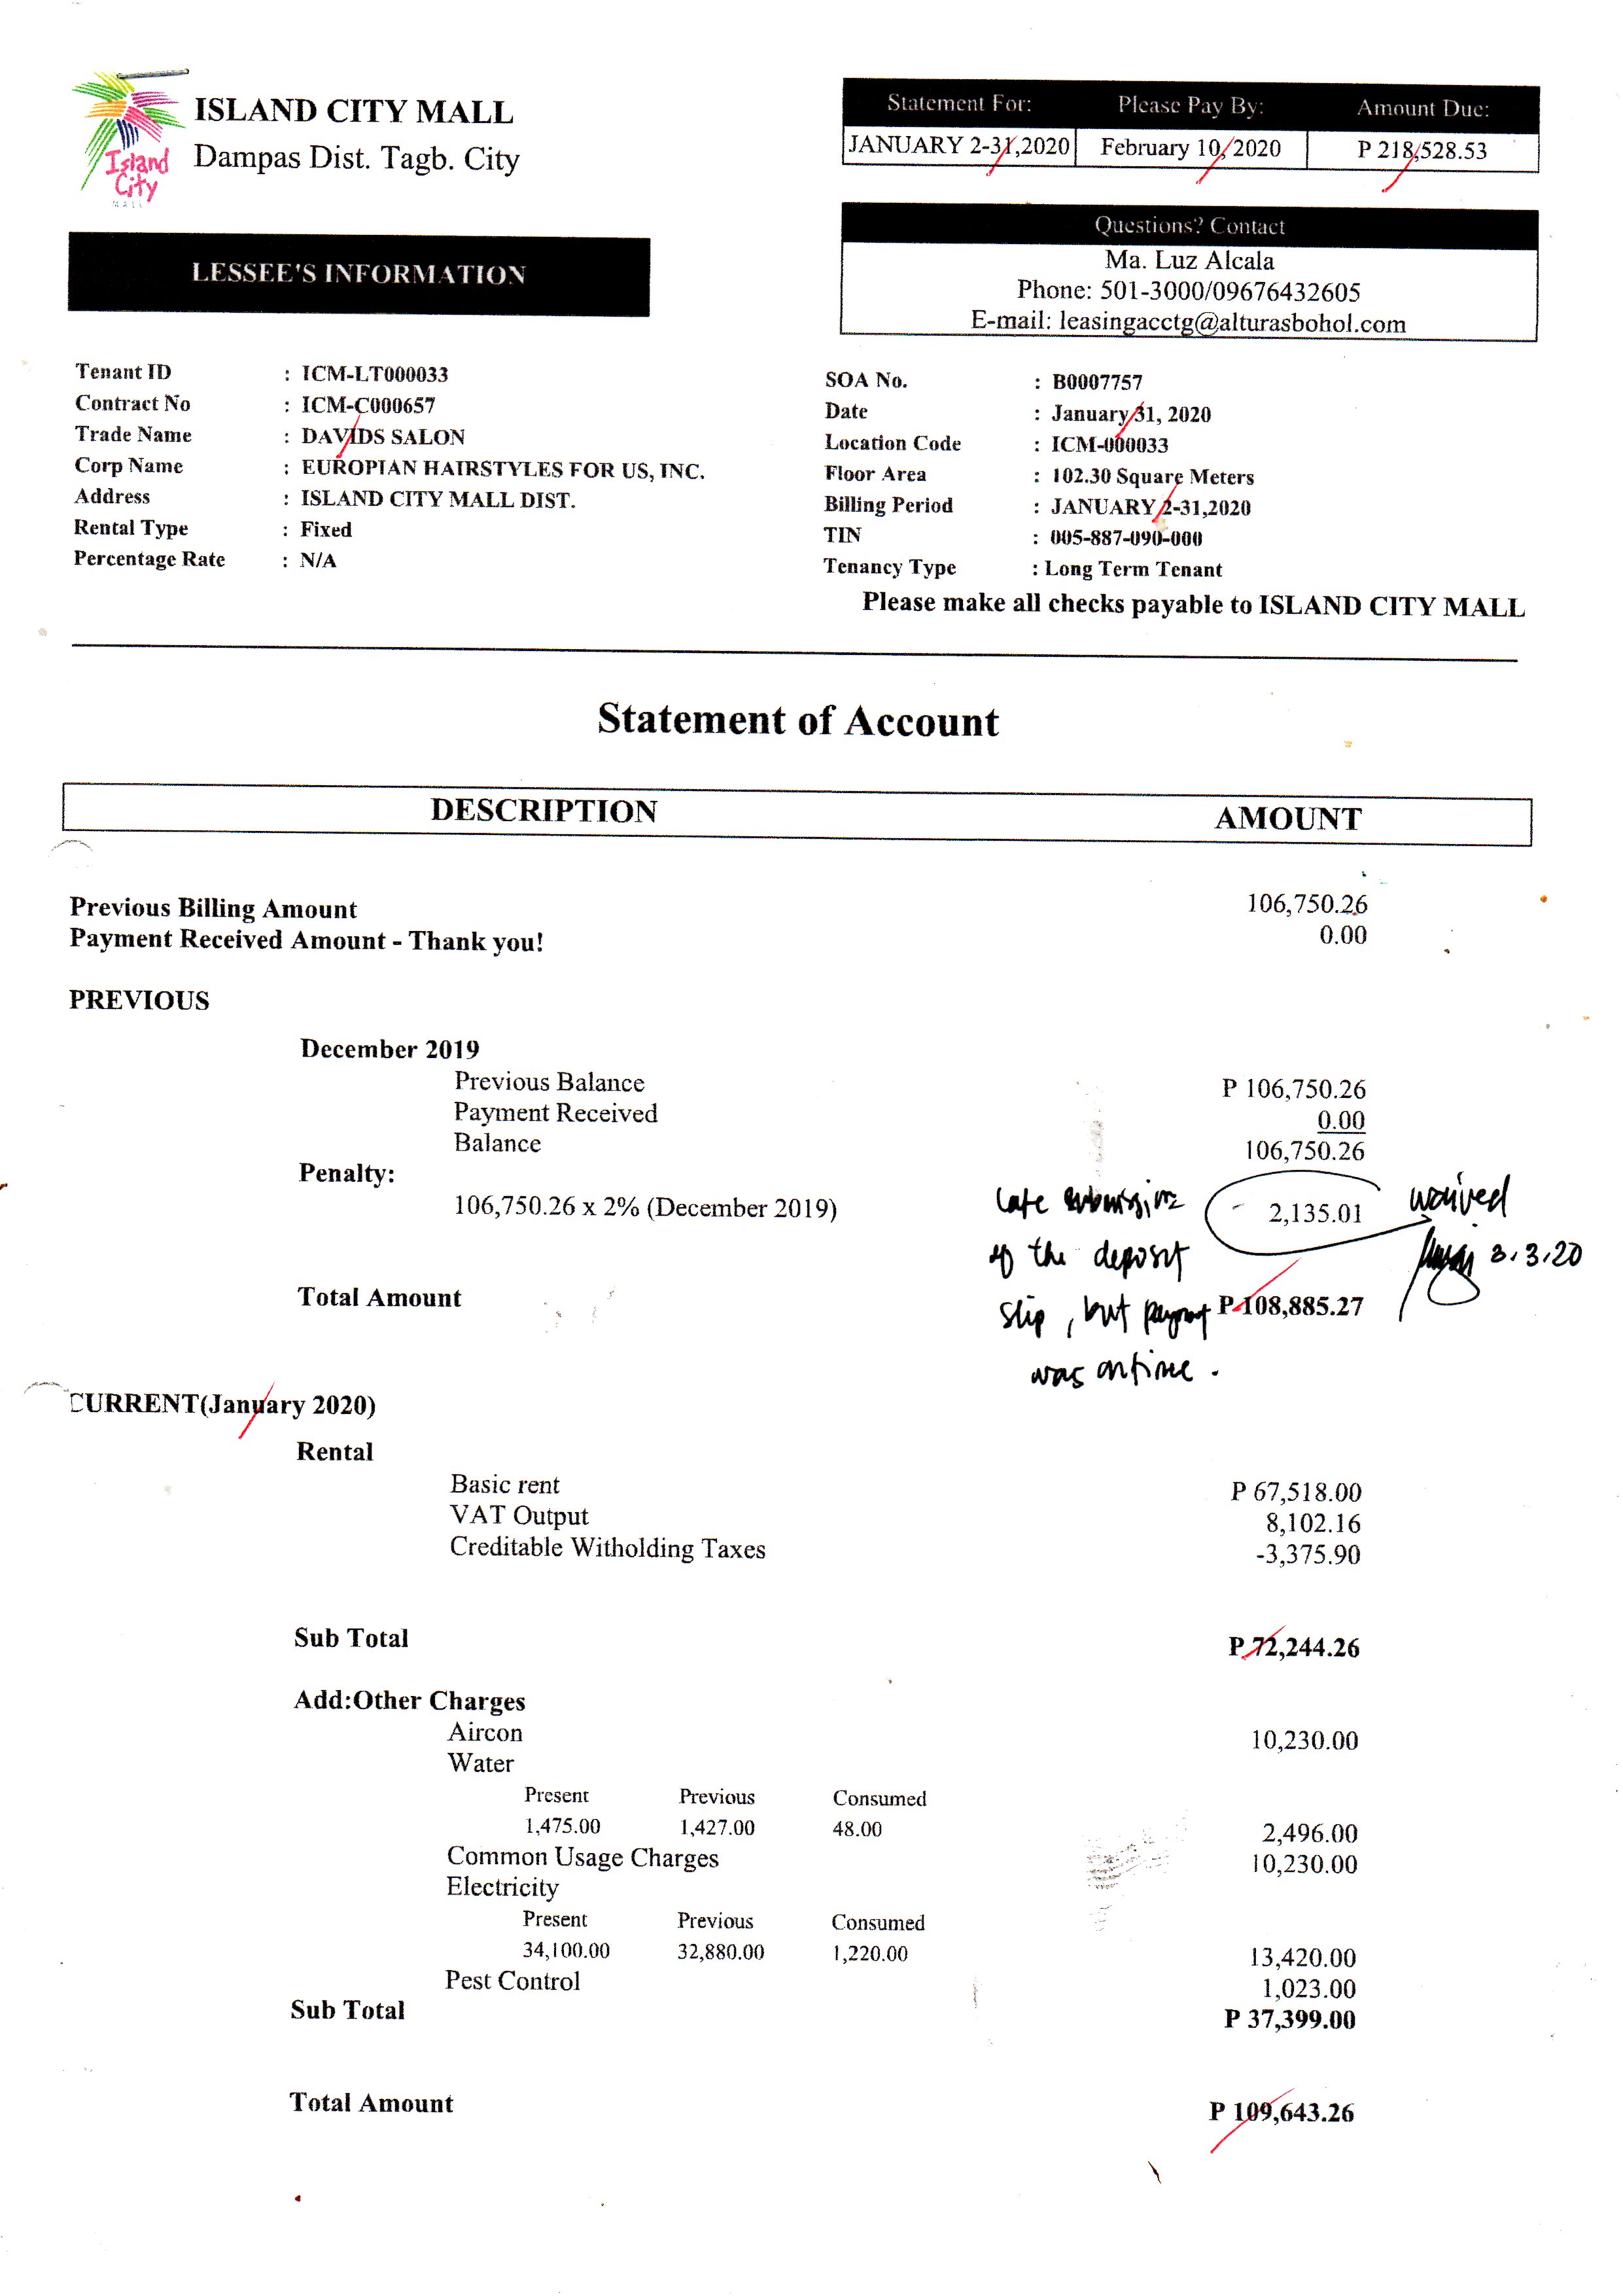 Island
City
MALL
ISLAND CITY MALL
Dampas Dist. Tagb. City
Statement For: Please Pay By: Amount Due:
JANUARY 2-31,2020 February 10, 2020 P 218,528.53
Questions? Contact
Ma. Luz Alcala
Phone: 501-3000/09676432605
E-mail: leasingacctg@alturasbohol.com
LESSEE'S INFORMATION
Tenant ID : ICM-LT000033
Contract No : ICM-C000657
Trade Name : DAVIDS SALON
Corp Name : EUROPIAN HAIRSTYLES FOR US, INC.
Address : ISLAND CITY MALL DIST.
Rental Type : Fixed
Percentage Rate : N/A
SOA No. : B0007757
Date : January 31, 2020
Location Code : ICM-000033
Floor Area : 102.30 Square Meters
Billing Period : JANUARY 2-31,2020
TIN : 005-887-090-000
Tenancy Type : Long Term Tenant
Please make all checks payable to ISLAND CITY MALL
Statement of Account
DESCRIPTION AMOUNT
Previous Billing Amount 106,750.26
Payment Received Amount - Thank you! 0.00
PREVIOUS
December 2019
Previous Balance P 106,750.26
Payment Received 0.00
Balance 106,750.26
Penalty:
106,750.26 x 2% (December 2019) 2,135.01
late submission
of the deposit
slip, but payment
was ontime.
waived
3.3.20
Total Amount P 108,885.27
CURRENT(January 2020)
Rental
Basic rent P 67,518.00
VAT Output 8,102.16
Creditable Witholding Taxes -3,375.90
Sub Total P 72,244.26
Add:Other Charges
Aircon 10,230.00
Water
Present Previous Consumed
1,475.00 1,427.00 48.00 2,496.00
Common Usage Charges 10,230.00
Electricity
Present Previous Consumed
34,100.00 32,880.00 1,220.00 13,420.00
Pest Control 1,023.00
Sub Total P 37,399.00
Total Amount P 109,643.26